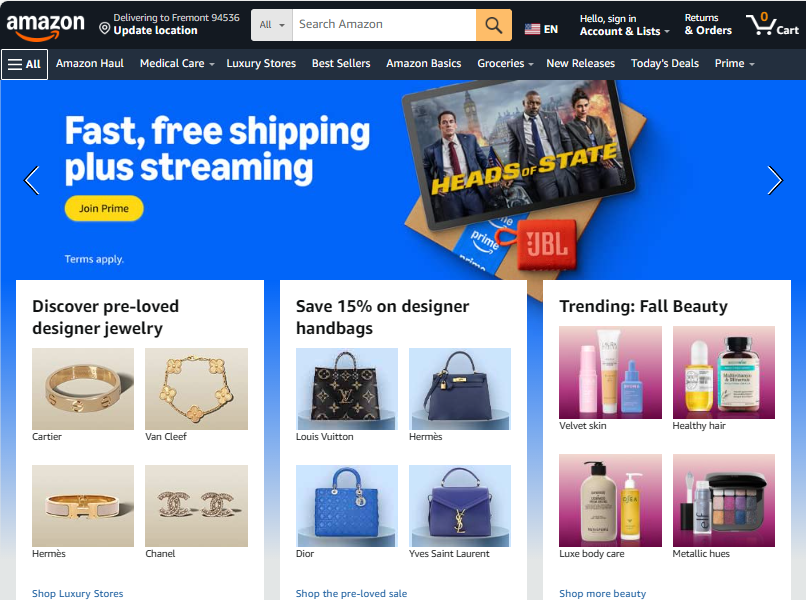 amazon
Delivering to Fremont 94536
Update location
All
Search Amazon
EN
Hello, sign in
Account & Lists
Returns
& Orders
0
Cart
All
Amazon Haul
Medical Care
Luxury Stores
Best Sellers
Amazon Basics
Groceries
New Releases
Today's Deals
Prime
Fast, free shipping
plus streaming
Join Prime
Terms apply.
HEADS OF STATE
prime
prime
JBL
Discover pre-loved
designer jewelry
Cartier
Van Cleef
Hermès
Chanel
Shop Luxury Stores
Save 15% on designer
handbags
Louis Vuitton
Hermès
Dior
Yves Saint Laurent
Shop the pre-loved sale
Trending: Fall Beauty
Velvet skin
Healthy hair
Multivitamin
& Minerals
Luxe body care
Metallic hues
Shop more beauty